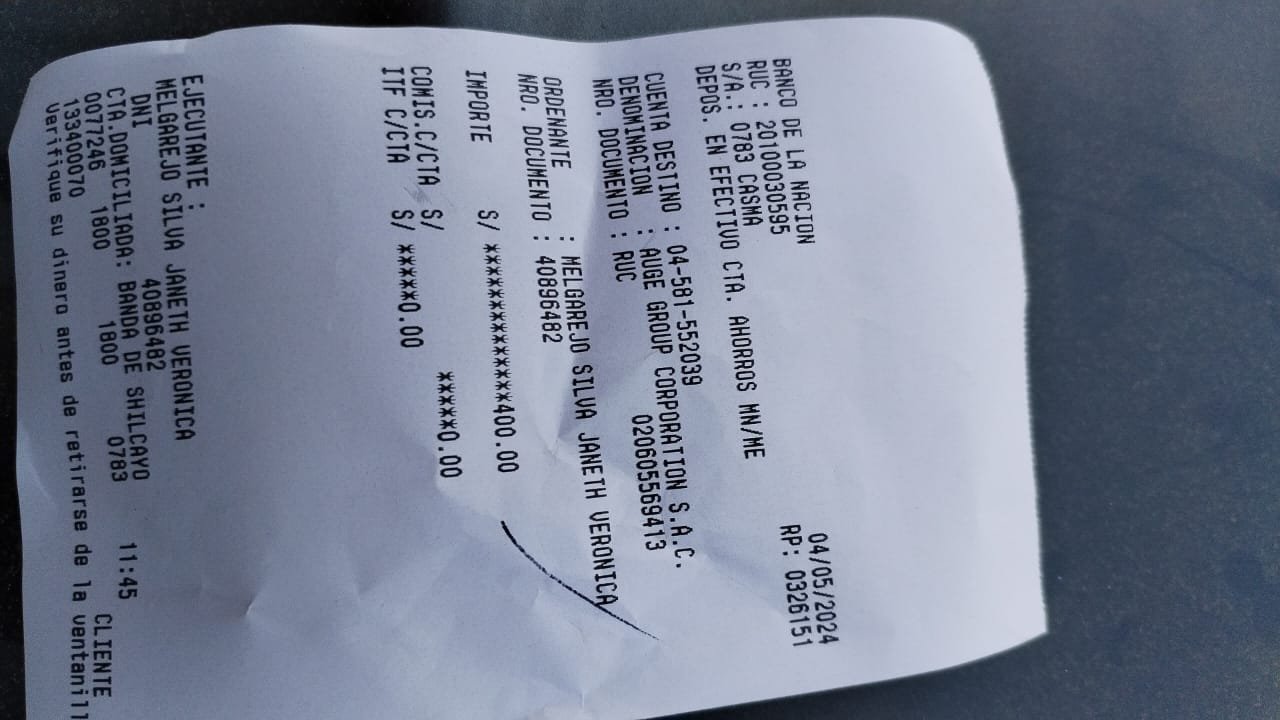 BANCO DE LA NACION 04/05/2024
RUC : 20100030595 RP: 0326151
S/A.: 0783 CASMA
DEPOS. EN EFECTIVO CTA. AHORROS MN/ME
CUENTA DESTINO : 04-581-552039
DENOMINACION : AUGE GROUP CORPORATION S.A.C.
NRO. DOCUMENTO : RUC 020605569413
ORDENANTE : MELGAREJO SILVA JANETH VERONICA
NRO. DOCUMENTO : 40896482
IMPORTE S/ ***************400.00
COMIS.C/CTA S/ *****0.00
ITF C/CTA S/ *****0.00
EJECUTANTE :
MELGAREJO SILVA JANETH VERONICA
DNI 40896482
CTA.DOMICILIADA: BANDA DE SHILCAYO
0077246 1800 1800 0783 11:45 CLIENTE
133400070
Verifique su dinero antes de retirarse de la ventanill